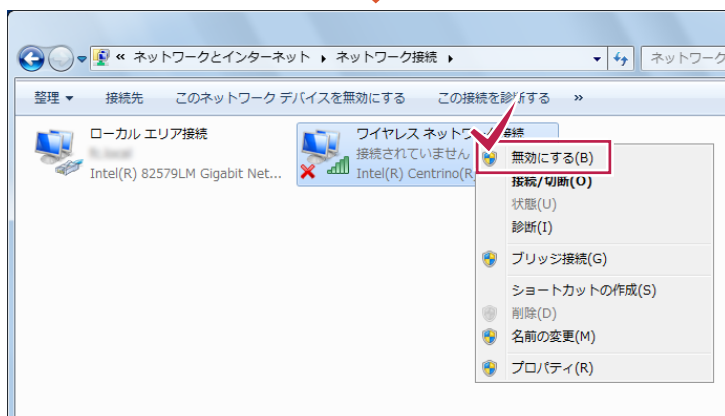 « ネットワークとインターネット ▸ ネットワーク接続 ▸
ネットワーク
整理 ▼ 接続先 このネットワーク デバイスを無効にする この接続を診断する »
ローカル エリア接続
Intel(R) 82579LM Gigabit Net...
ワイヤレス ネットワーク接続
接続されていません
Intel(R) Centrino(R)
無効にする(B)
接続/切断(O)
状態(U)
診断(I)
ブリッジ接続(G)
ショートカットの作成(S)
削除(D)
名前の変更(M)
プロパティ(R)